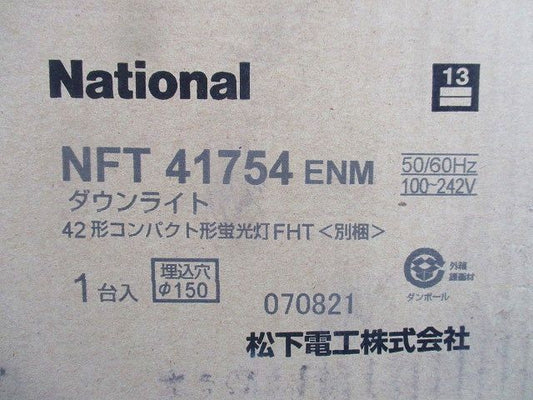 National
13
NFT 41754 ENM
50/60Hz
100-242V
ダウンライト
42形コンパクト形蛍光灯FHT<別梱>
1台入
埋込穴
φ150
外箱
ダンボール
070821
松下電工株式会社